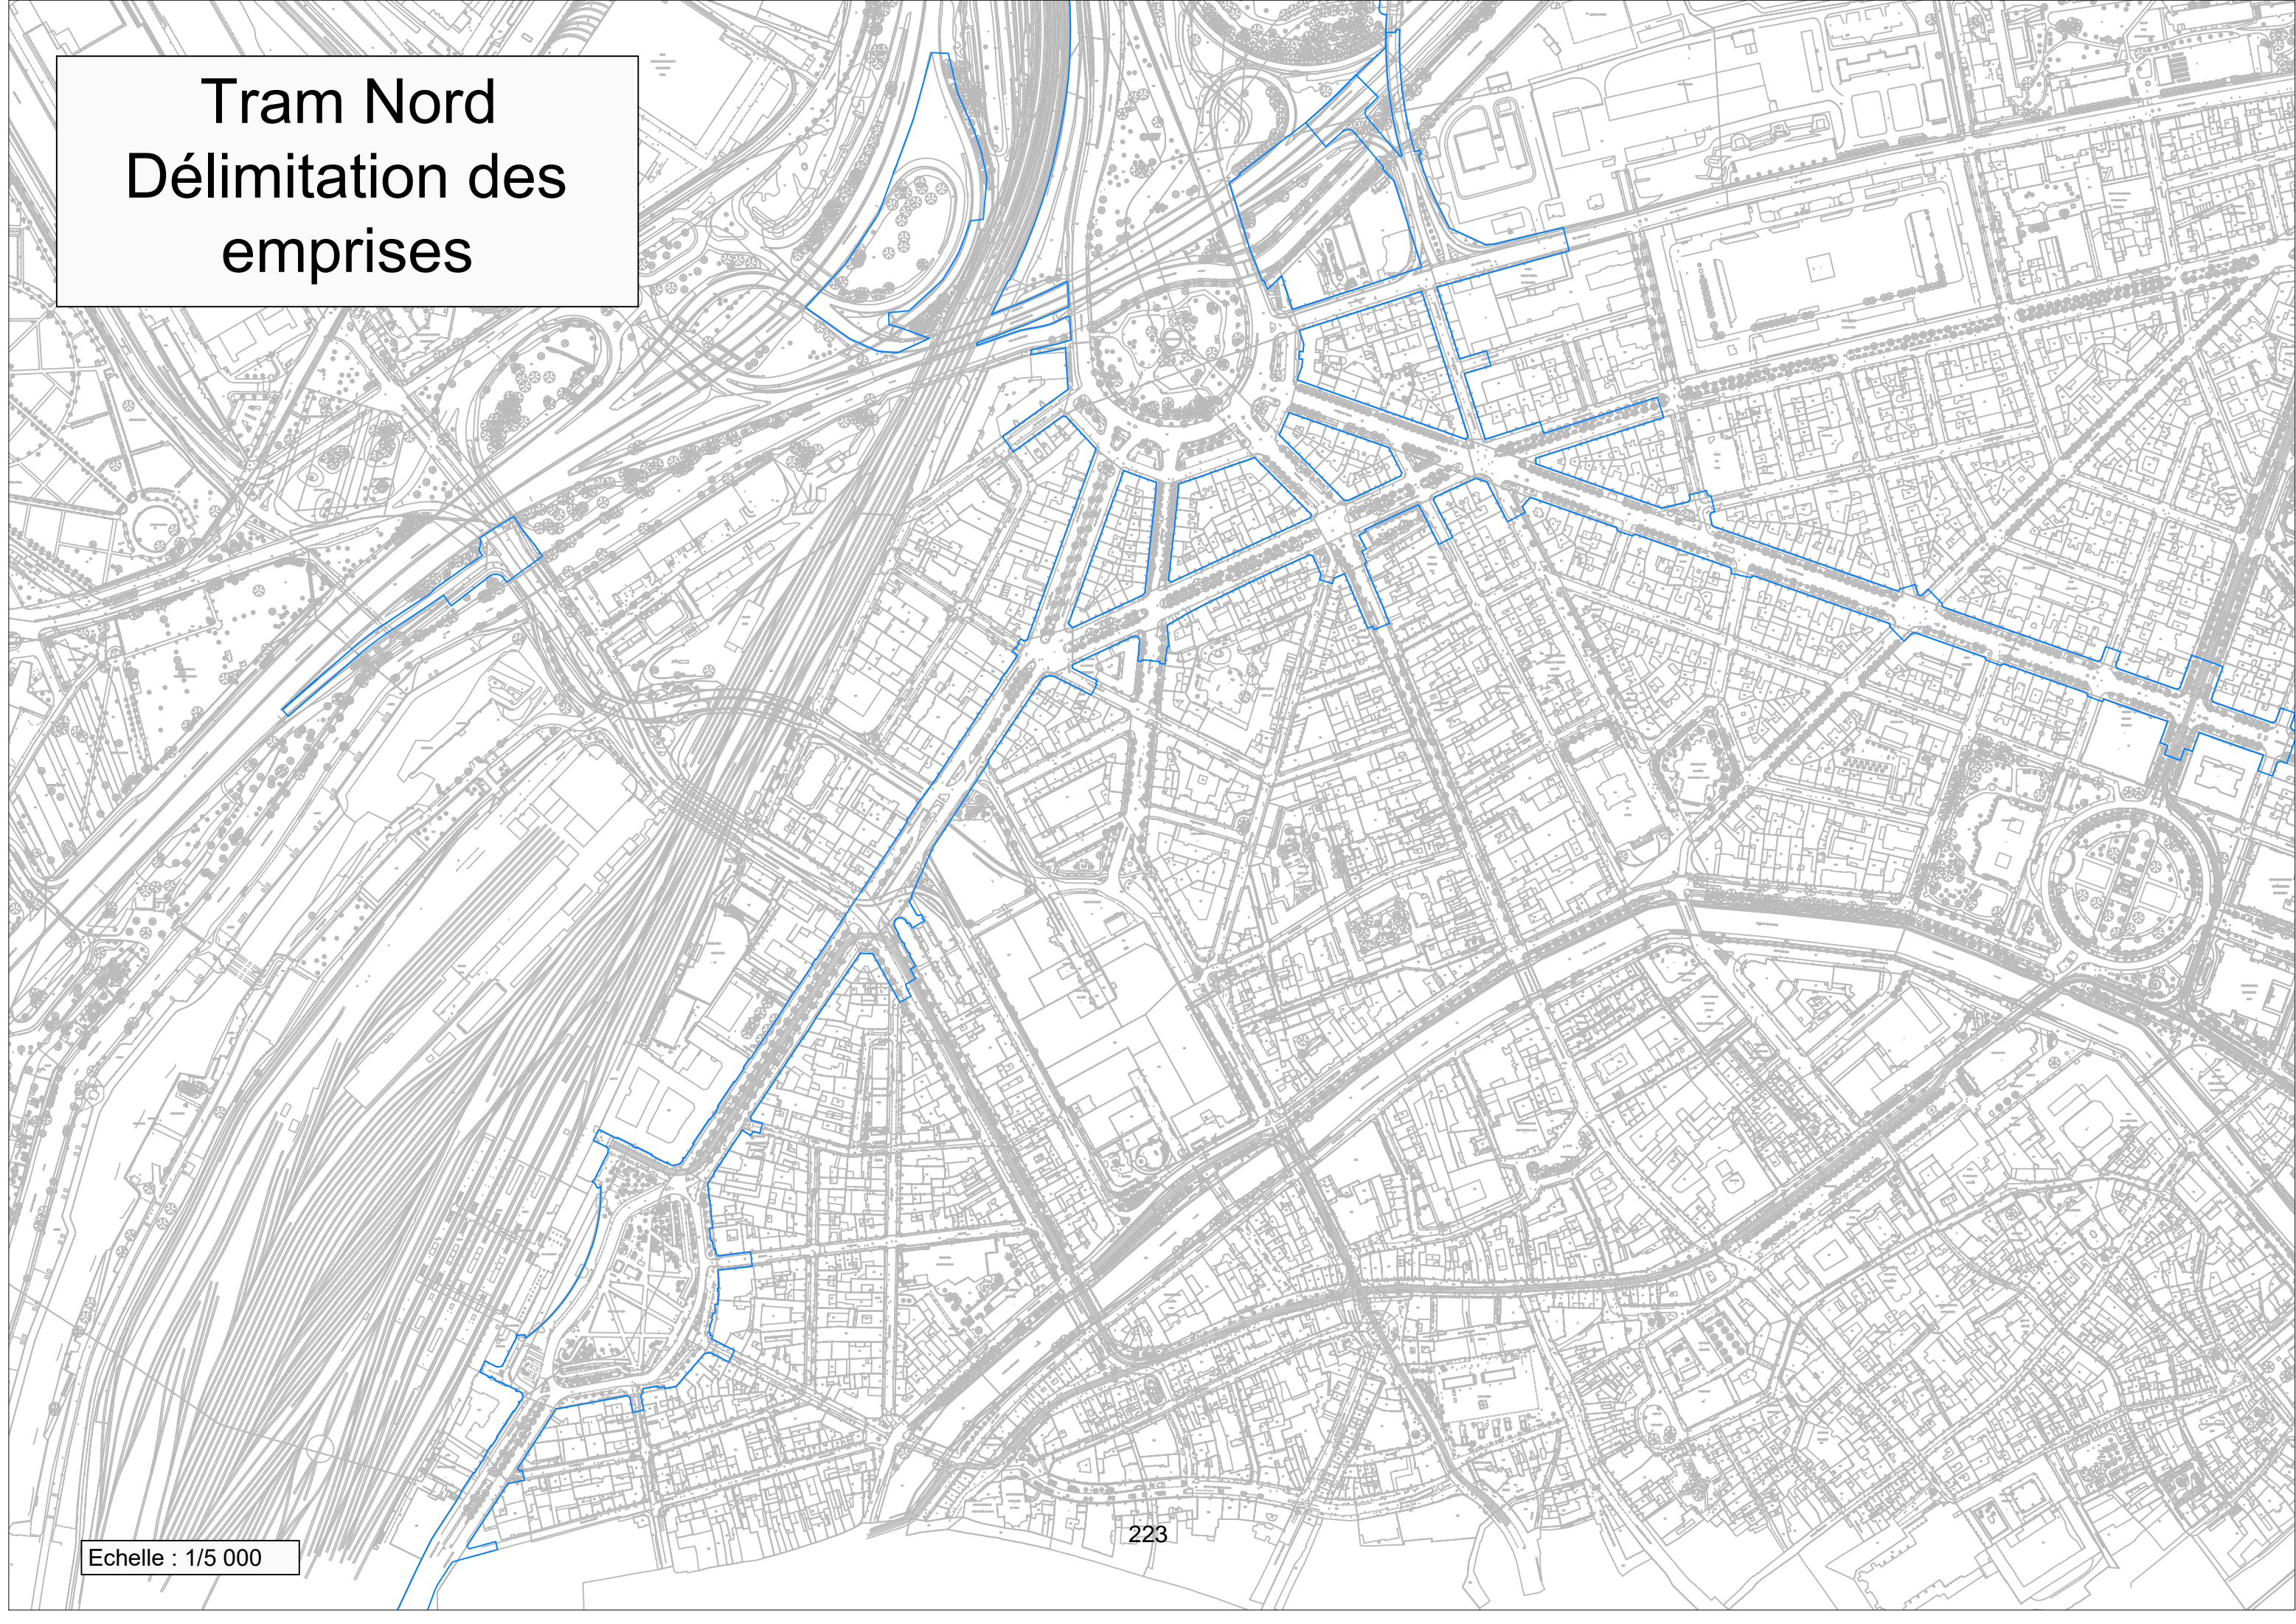 Tram Nord
Délimitation des
emprises
Echelle : 1/5 000
223